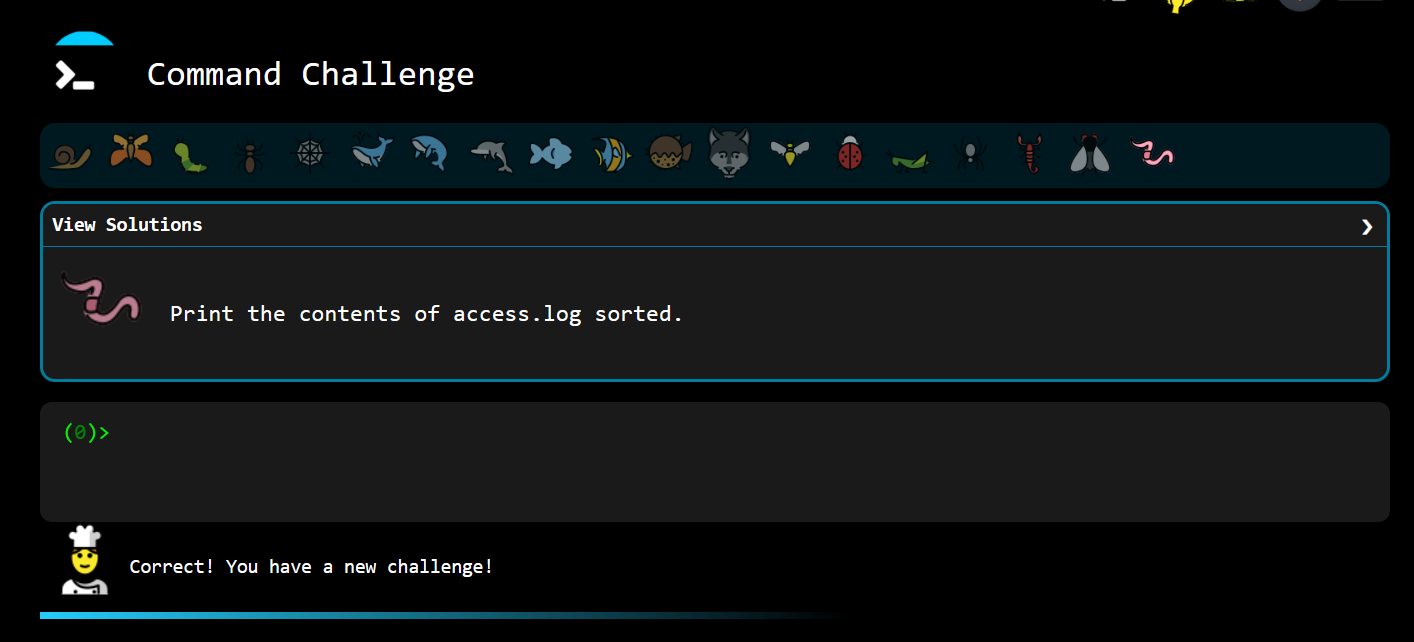 Command Challenge
View Solutions
Print the contents of access.log sorted.
(0)>
Correct! You have a new challenge!